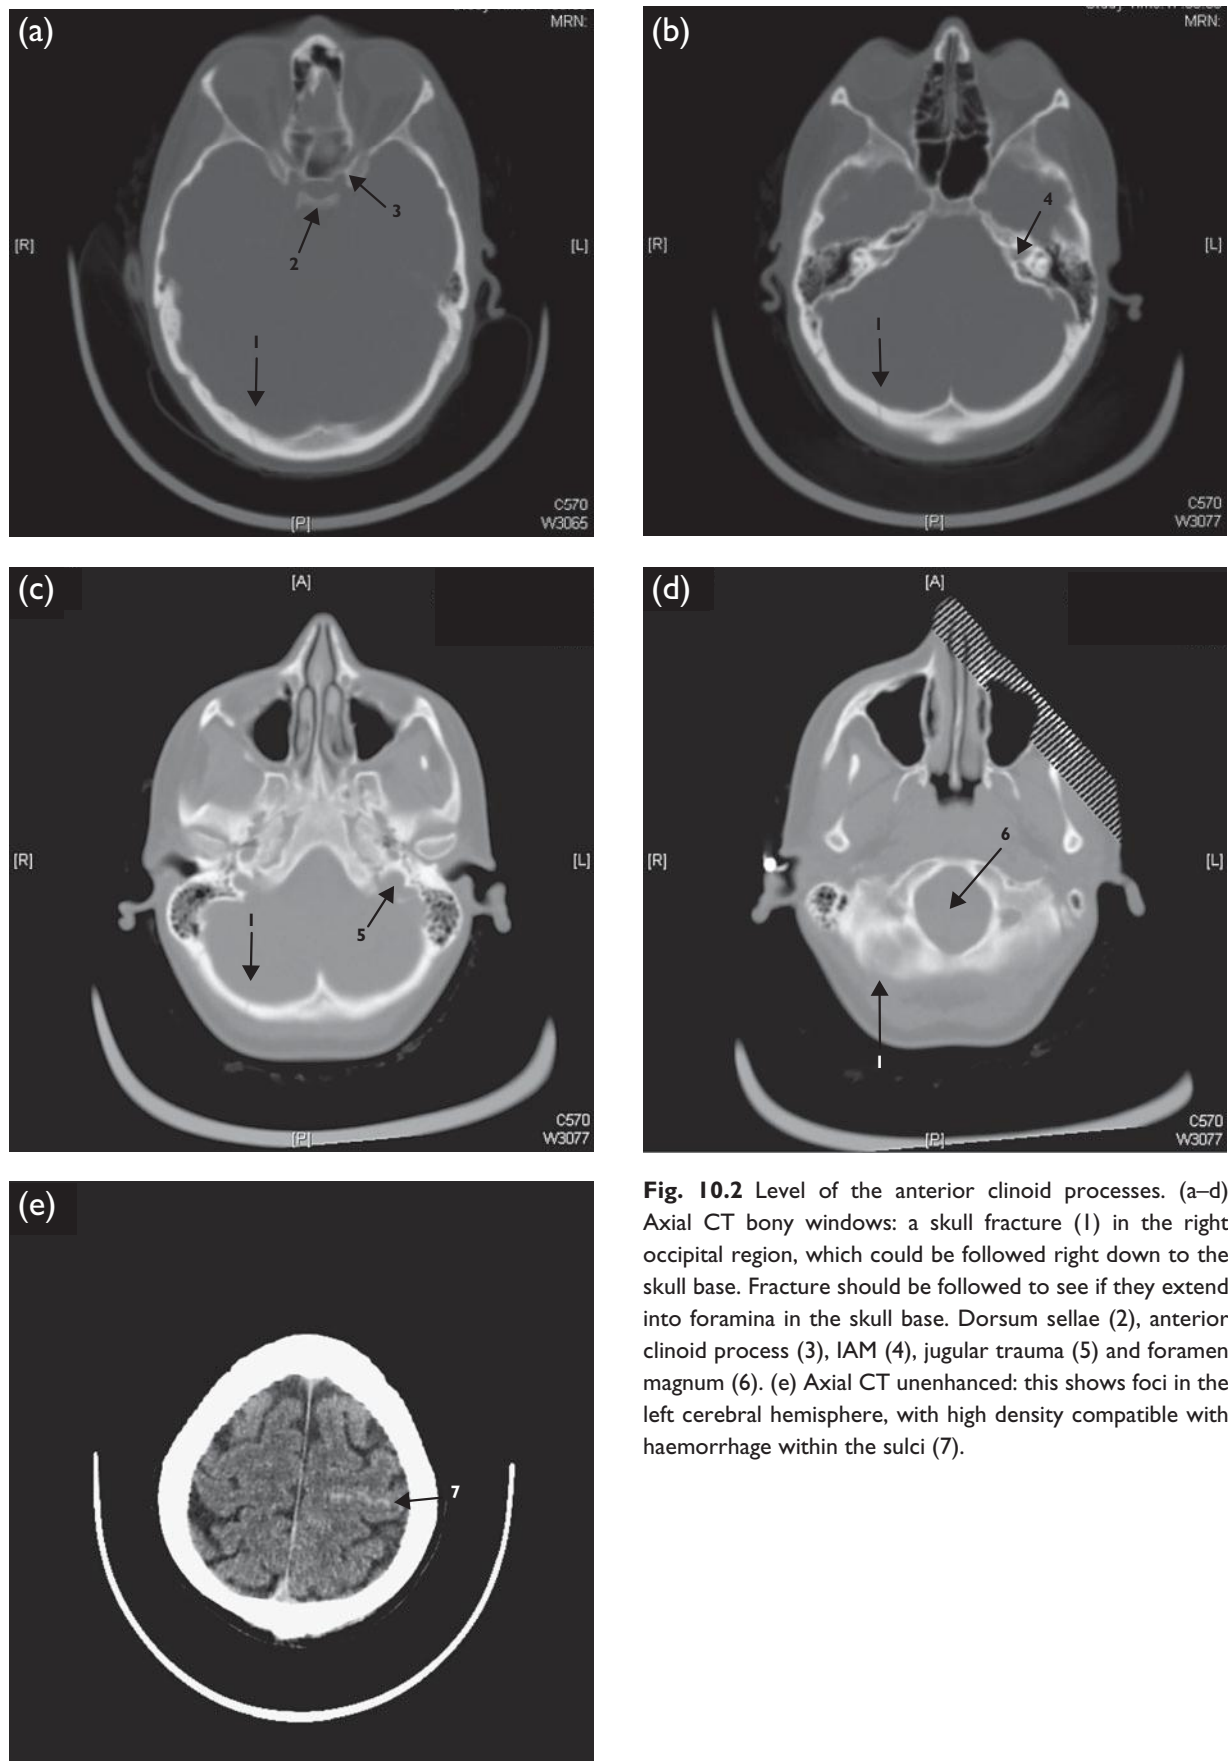 (a)
MRN:
3
2
[R]
[L]
1
C570
W3065
[P]
(b)
MRN:
4
[R]
[L]
1
C570
W3077
[P]
(c)
[A]
[R]
[L]
1
5
C570
W3077
[P]
(d)
[A]
6
[R]
[L]
1
C570
W3077
[P]
(e)
7
Fig. 10.2 Level of the anterior clinoid processes. (a–d)
Axial CT bony windows: a skull fracture (1) in the right
occipital region, which could be followed right down to the
skull base. Fracture should be followed to see if they extend
into foramina in the skull base. Dorsum sellae (2), anterior
clinoid process (3), IAM (4), jugular trauma (5) and foramen
magnum (6). (e) Axial CT unenhanced: this shows foci in the
left cerebral hemisphere, with high density compatible with
haemorrhage within the sulci (7).